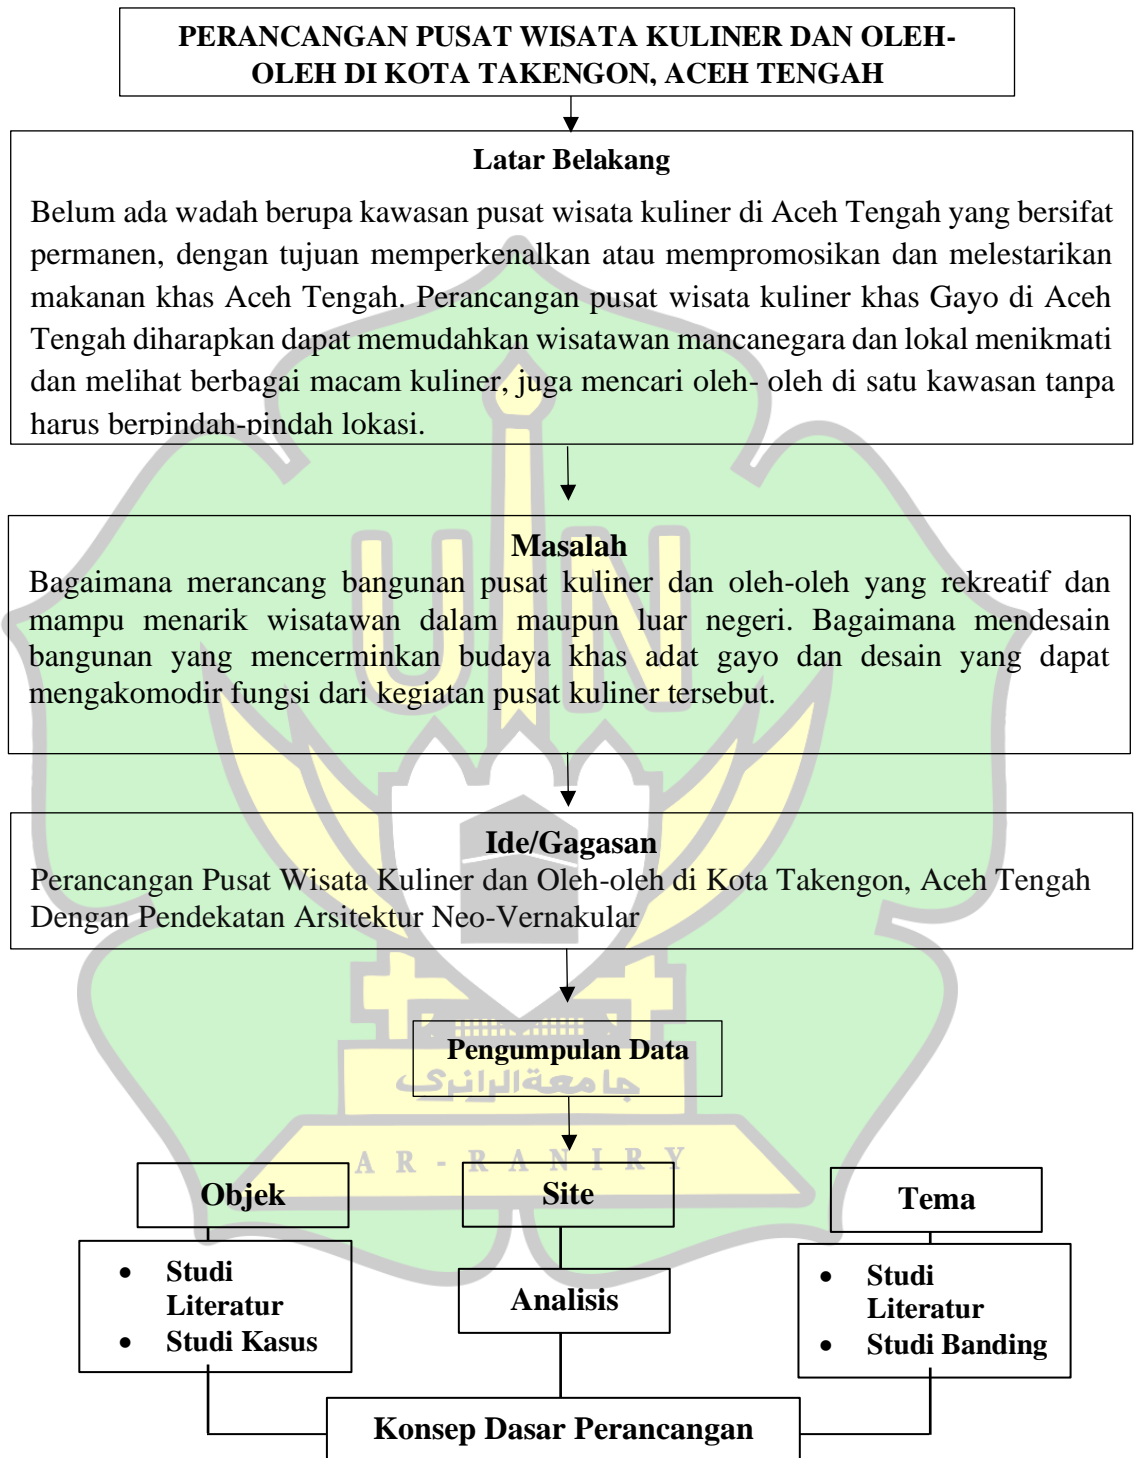 PERANCANGAN PUSAT WISATA KULINER DAN OLEH-
OLEH DI KOTA TAKENGON, ACEH TENGAH
Latar Belakang
Belum ada wadah berupa kawasan pusat wisata kuliner di Aceh Tengah yang bersifat
permanen, dengan tujuan memperkenalkan atau mempromosikan dan melestarikan
makanan khas Aceh Tengah. Perancangan pusat wisata kuliner khas Gayo di Aceh
Tengah diharapkan dapat memudahkan wisatawan mancanegara dan lokal menikmati
dan melihat berbagai macam kuliner, juga mencari oleh- oleh di satu kawasan tanpa
harus berpindah-pindah lokasi.
UIN
Masalah
Bagaimana merancang bangunan pusat kuliner dan oleh-oleh yang rekreatif dan
mampu menarik wisatawan dalam maupun luar negeri. Bagaimana mendesain
bangunan yang mencerminkan budaya khas adat gayo dan desain yang dapat
mengakomodir fungsi dari kegiatan pusat kuliner tersebut.
Ide/Gagasan
Perancangan Pusat Wisata Kuliner dan Oleh-oleh di Kota Takengon, Aceh Tengah
Dengan Pendekatan Arsitektur Neo-Vernakular
Pengumpulan Data
جامعة الرانري
AR-RANIRY
Objek
Site
Tema
• Studi
Literatur
• Studi Kasus
Analisis
• Studi
Literatur
• Studi Banding
Konsep Dasar Perancangan